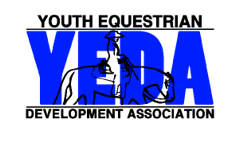 YOUTH EQUESTRIAN
YEDA
DEVELOPMENT ASSOCIATION